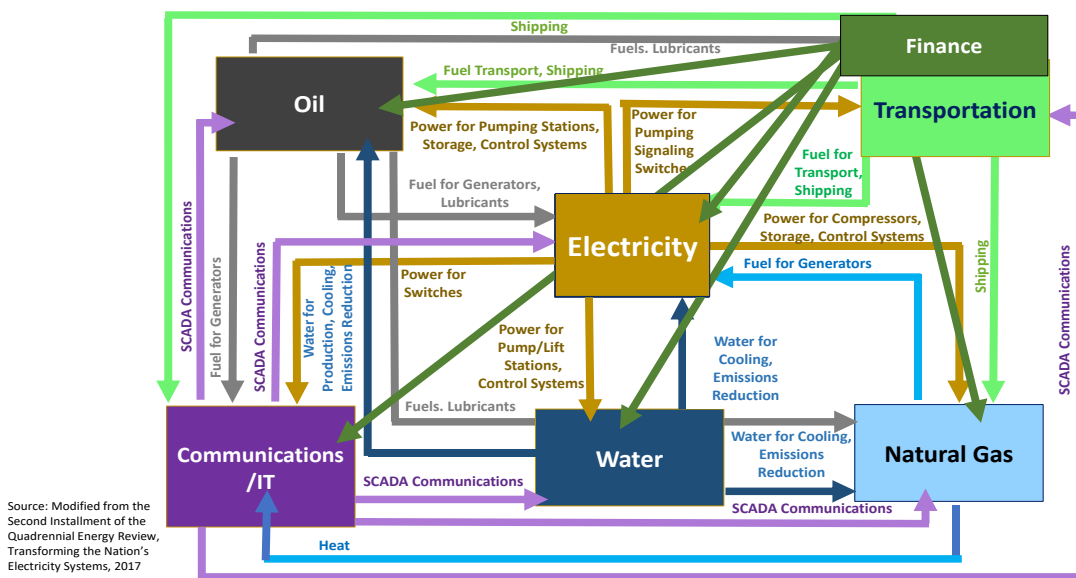 Shipping
Fuels. Lubricants
Finance
Oil
Fuel Transport, Shipping
Transportation
Power for Pumping Stations,
Storage, Control Systems
Power for
Pumping
Signaling
Switches
Fuel for
Transport,
Shipping
Fuel for Generators,
Lubricants
Electricity
Power for Compressors,
Storage, Control Systems
Fuel for Generators
SCADA Communications
Fuel for Generators
SCADA Communications
Water for
Production, Cooling,
Emissions Reduction
Power for
Switches
Shipping
SCADA Communications
Power for
Pump/Lift
Stations,
Control Systems
Water for
Cooling,
Emissions
Reduction
Fuels. Lubricants
Communications
/IT
Water
Water for Cooling,
Emissions
Reduction
Natural Gas
SCADA Communications
SCADA Communications
Heat
Source: Modified from the
Second Installment of the
Quadrennial Energy Review,
Transforming the Nation's
Electricity Systems, 2017